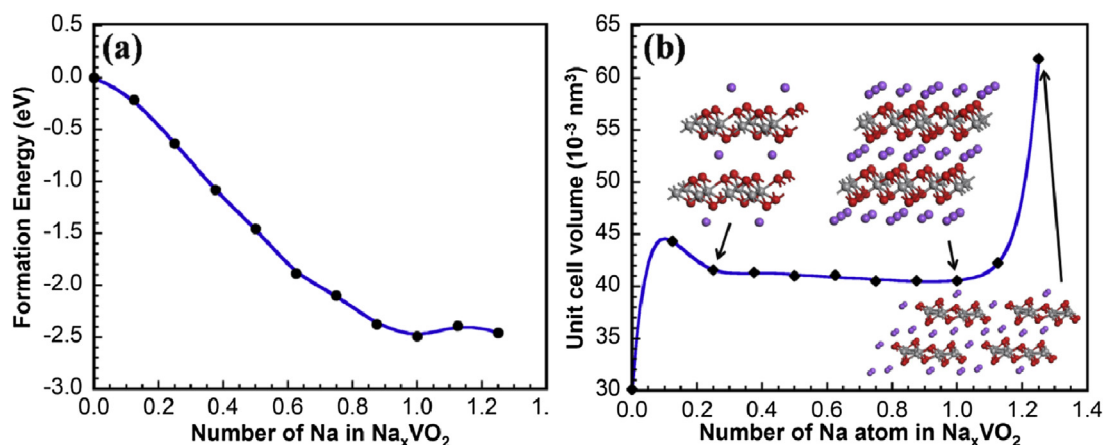 (a)
Formation Energy (eV)
0.5
0.0
-0.5
-1.0
-1.5
-2.0
-2.5
-3.0
0.0 0.2 0.4 0.6 0.8 1.0 1.2 1.
Number of Na in NaxVO2
(b)
Unit cell volume (10-3 nm3)
65
60
55
50
45
40
35
30
0.0 0.2 0.4 0.6 0.8 1.0 1.2 1.4
Number of Na atom in NaxVO2